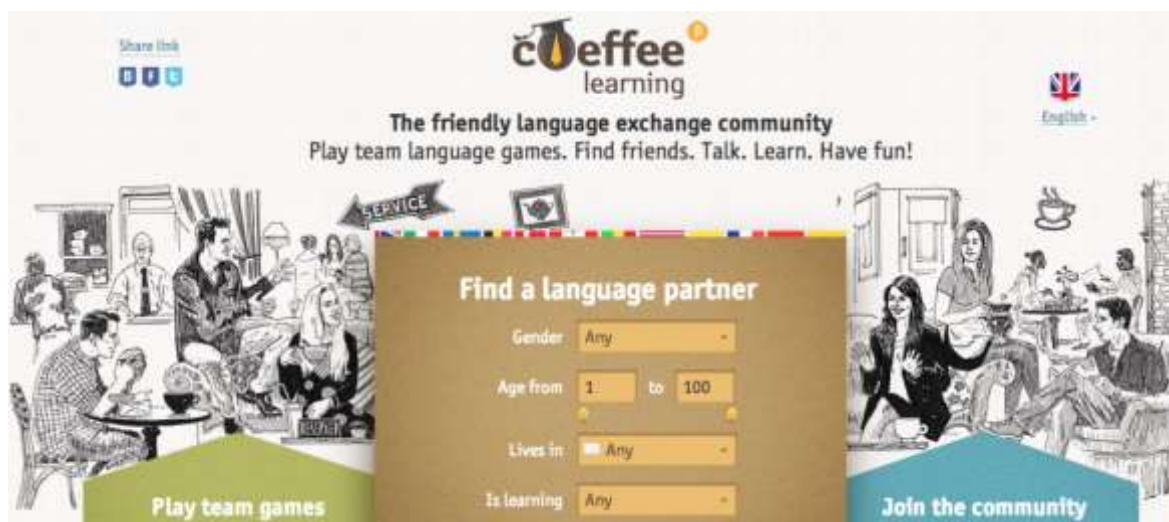 Share link
čoeffee β
learning
English
The friendly language exchange community
Play team language games. Find friends. Talk. Learn. Have fun!
SERVICE
Find a language partner
Gender Any
Age from 1 to 100
Lives in Any
Is learning Any
Play team games
Join the community